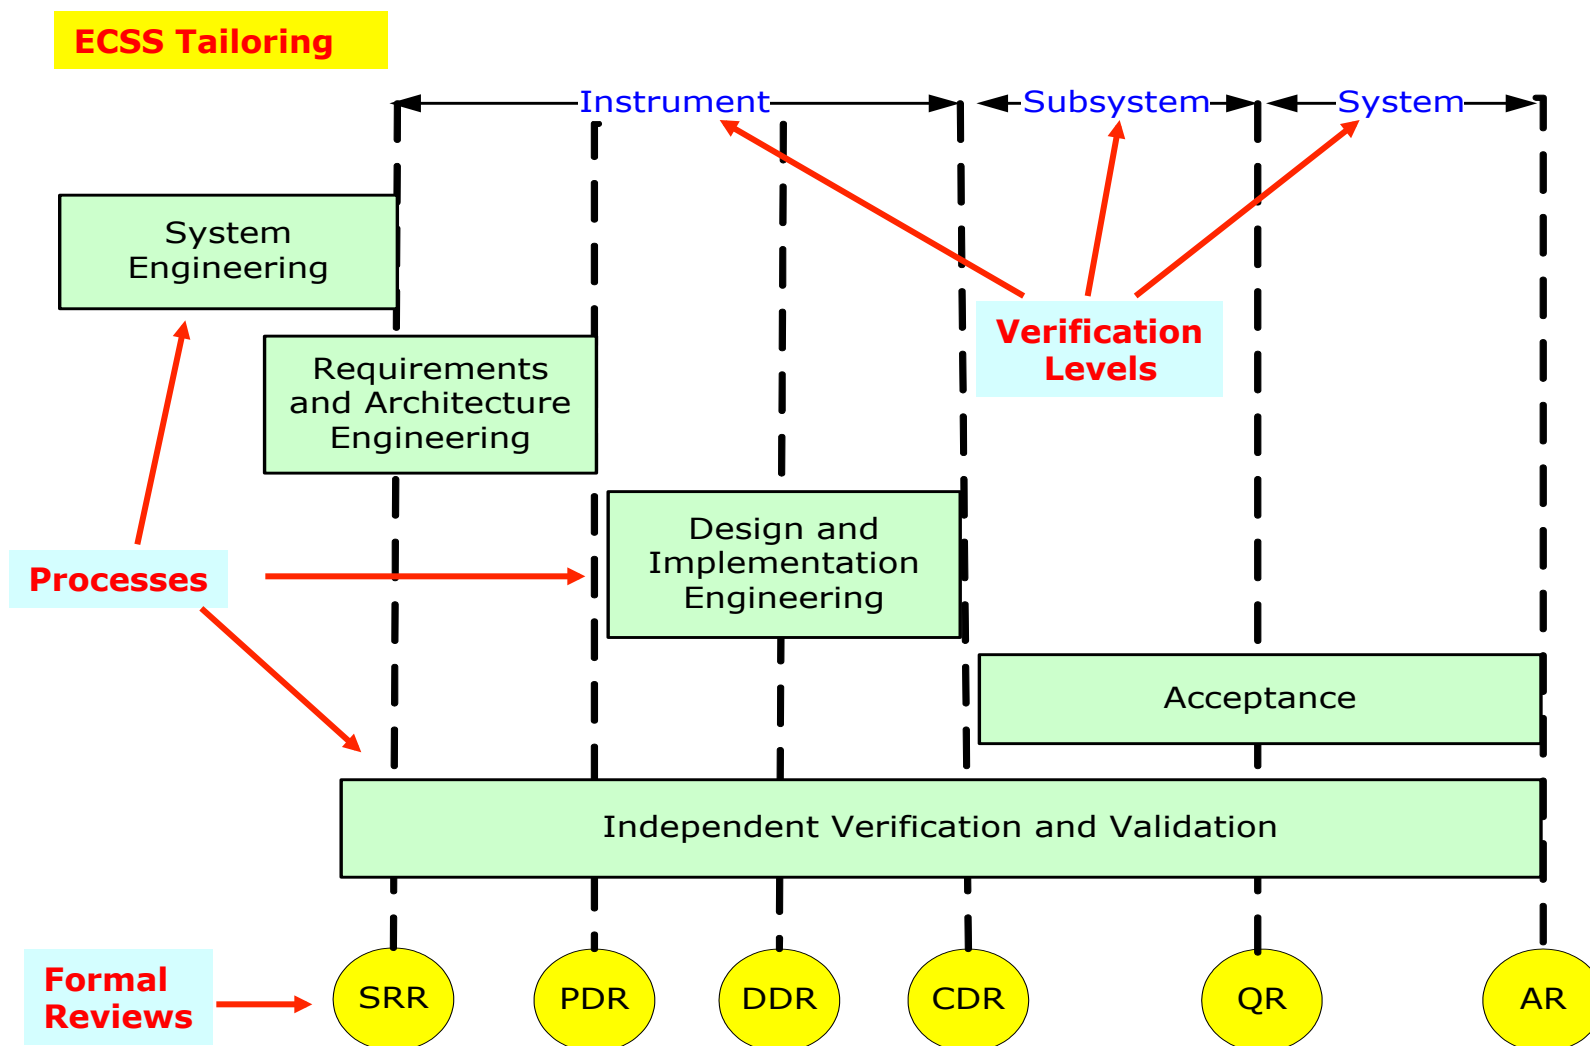 ECSS Tailoring
Instrument
Subsystem
System
System
Engineering
Requirements
and Architecture
Engineering
Verification
Levels
Design and
Implementation
Engineering
Processes
Acceptance
Independent Verification and Validation
Formal
Reviews
SRR
PDR
DDR
CDR
QR
AR